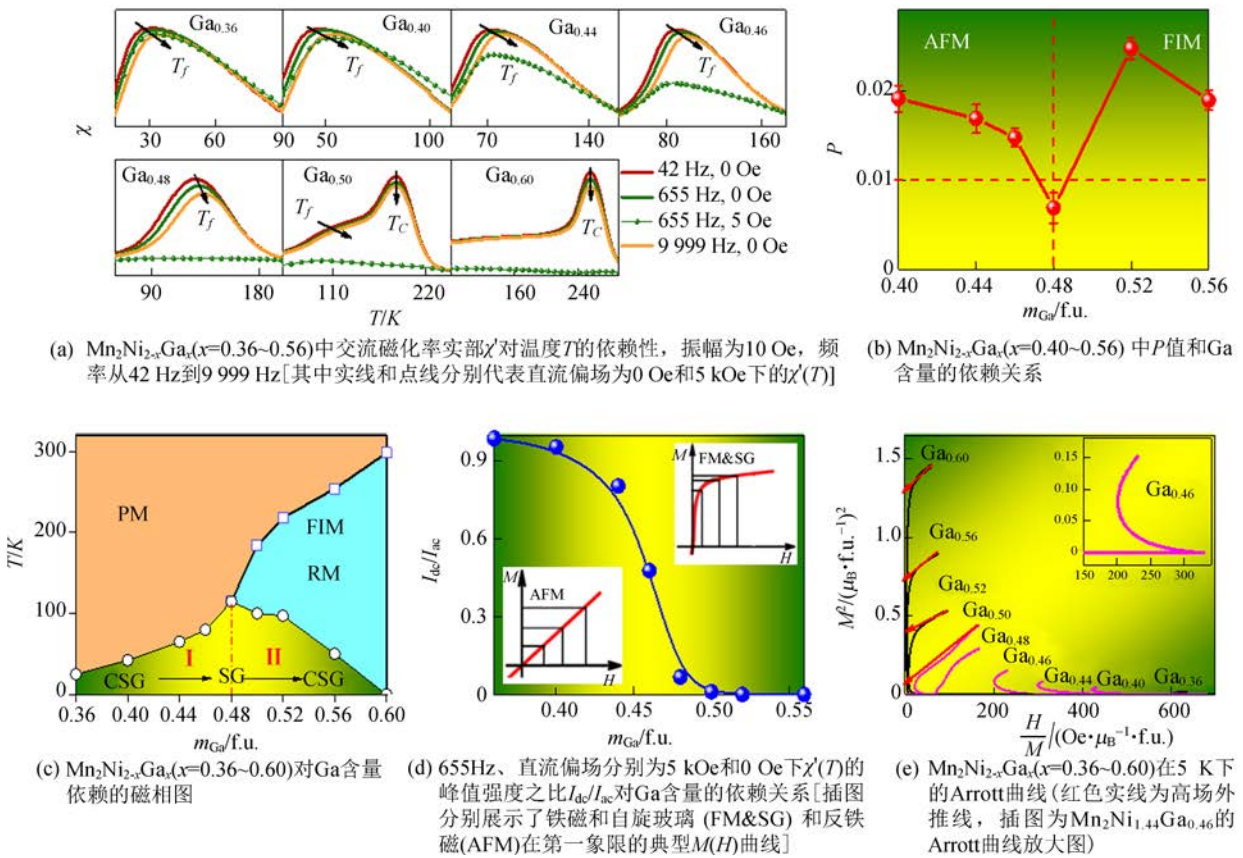 Ga0.36
Ga0.40
Ga0.44
Ga0.46
Tf
Tf
Tf
Tf
χ
30
60
90
50
100
70
140
80
160
Ga0.48
Ga0.50
Ga0.60
Tf
Tf
TC
TC
42 Hz, 0 Oe
655 Hz, 0 Oe
655 Hz, 5 Oe
9 999 Hz, 0 Oe
90
180
110
220
160
240
T/K
(a) Mn2Ni2-xGax(x=0.36~0.56)中交流磁化率实部χ'对温度T的依赖性，振幅为10 Oe，频
率从42 Hz到9 999 Hz[其中实线和点线分别代表直流偏场为0 Oe和5 kOe下的χ'(T)]
AFM
FIM
P
0.02
0.01
0
0.40
0.44
0.48
0.52
0.56
mGa/f.u.
(b) Mn2Ni2-xGax(x=0.40~0.56) 中P值和Ga
含量的依赖关系
300
200
100
0
T/K
PM
FIM
RM
I
II
CSG
SG
CSG
0.36
0.40
0.44
0.48
0.52
0.56
0.60
mGa/f.u.
(c) Mn2Ni2-xGax(x=0.36~0.60)对Ga含量
依赖的磁相图
0.9
0.6
0.3
0
Idc/Iac
M
FM&SG
H
M
AFM
H
0.40
0.45
0.50
0.55
mGa/f.u.
(d) 655Hz、直流偏场分别为5 kOe和0 Oe下χ'(T)的
峰值强度之比Idc/Iac对Ga含量的依赖关系[插图
分别展示了铁磁和自旋玻璃 (FM&SG) 和反铁
磁(AFM)在第一象限的典型M(H)曲线]
1.5
1.0
0.5
0
M2/(μB·f.u.-1)2
Ga0.60
Ga0.56
Ga0.52
Ga0.50
Ga0.48
Ga0.46
Ga0.44
Ga0.40
Ga0.36
0.15
0.10
0.05
0
Ga0.46
150
200
250
300
0
200
400
600
H/M/(Oe·μB-1·f.u.)
(e) Mn2Ni2-xGax(x=0.36~0.60)在5 K下
的Arrott曲线(红色实线为高场外
推线，插图为Mn2Ni1.44Ga0.46的
Arrott曲线放大图)